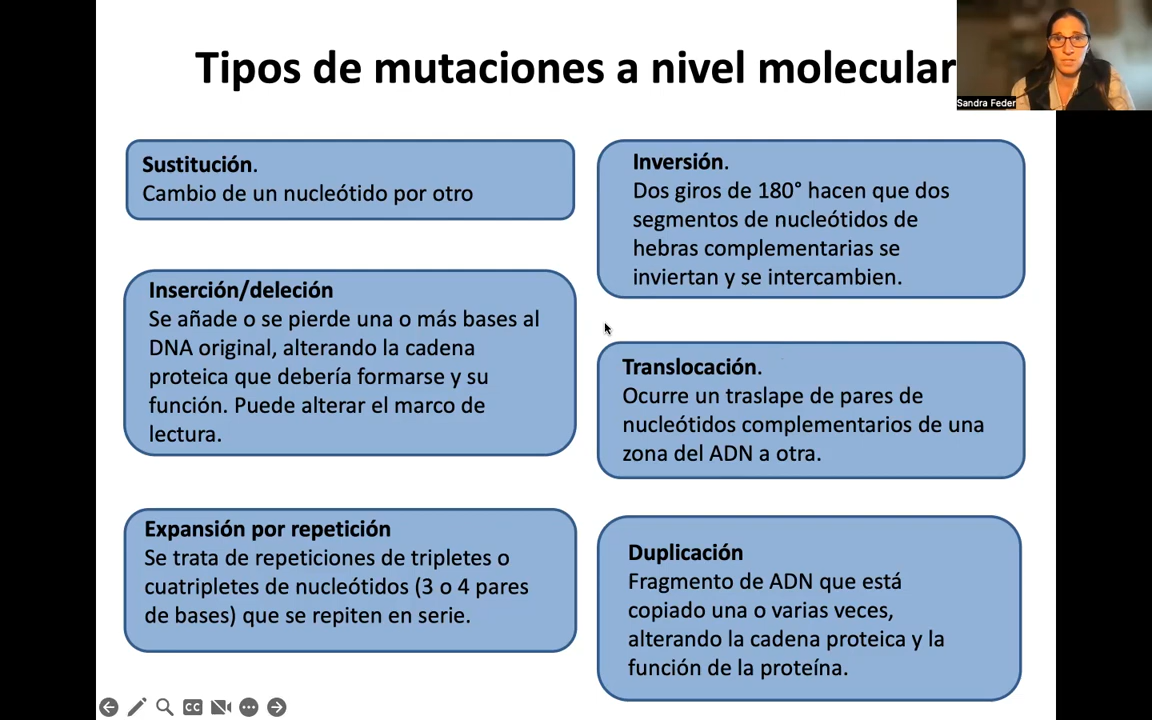 Tipos de mutaciones a nivel molecular
Sandra Feder
Sustitución.
Cambio de un nucleótido por otro
Inserción/deleción
Se añade o se pierde una o más bases al
DNA original, alterando la cadena
proteica que debería formarse y su
función. Puede alterar el marco de
lectura.
Expansión por repetición
Se trata de repeticiones de tripletes o
cuatripletes de nucleótidos (3 o 4 pares
de bases) que se repiten en serie.
Inversión.
Dos giros de 180° hacen que dos
segmentos de nucleótidos de
hebras complementarias se
inviertan y se intercambien.
Translocación.
Ocurre un traslape de pares de
nucleótidos complementarios de una
zona del ADN a otra.
Duplicación
Fragmento de ADN que está
copiado una o varias veces,
alterando la cadena proteica y la
función de la proteína.
CC